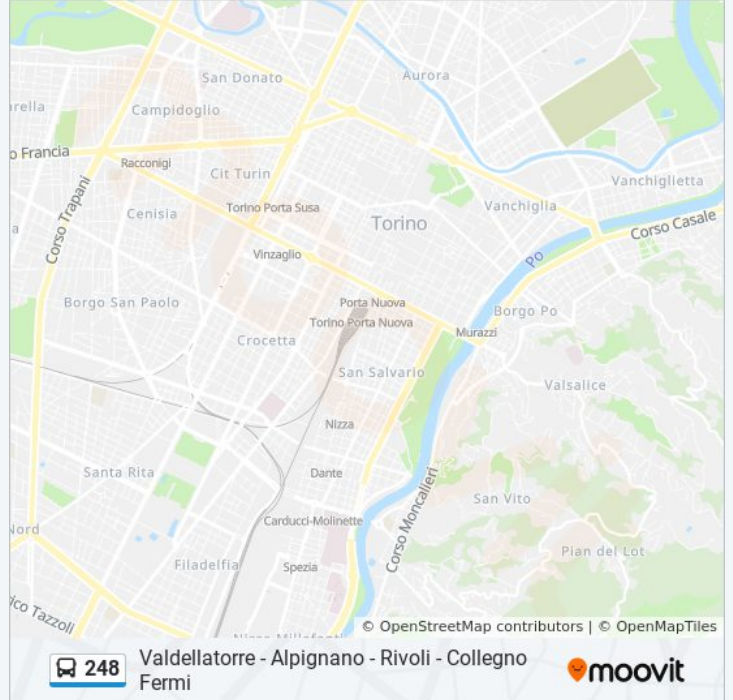 San Donato
Aurora
arella
Campidoglio
o Francia
Racconigi
Cit Turin
Vanchiglietta
Corso Trapani
Cenisia
Torino Porta Susa
Vanchiglia
Torino
Corso Casale
a
Vinzaglio
Po
Borgo San Paolo
Porta Nuova
Borgo Po
Torino Porta Nuova
Murazzi
Crocetta
San Salvario
Valsalice
Nizza
Santa Rita
Dante
San Vito
Corso Moncalieri
Nord
Carducci-Molinette
Pian del Lot
Filadelfia
Spezia
ico Tazzoli
© OpenStreetMap contributors | © OpenMapTiles
248
Valdellatorre - Alpignano - Rivoli - Collegno
Fermi
moovit